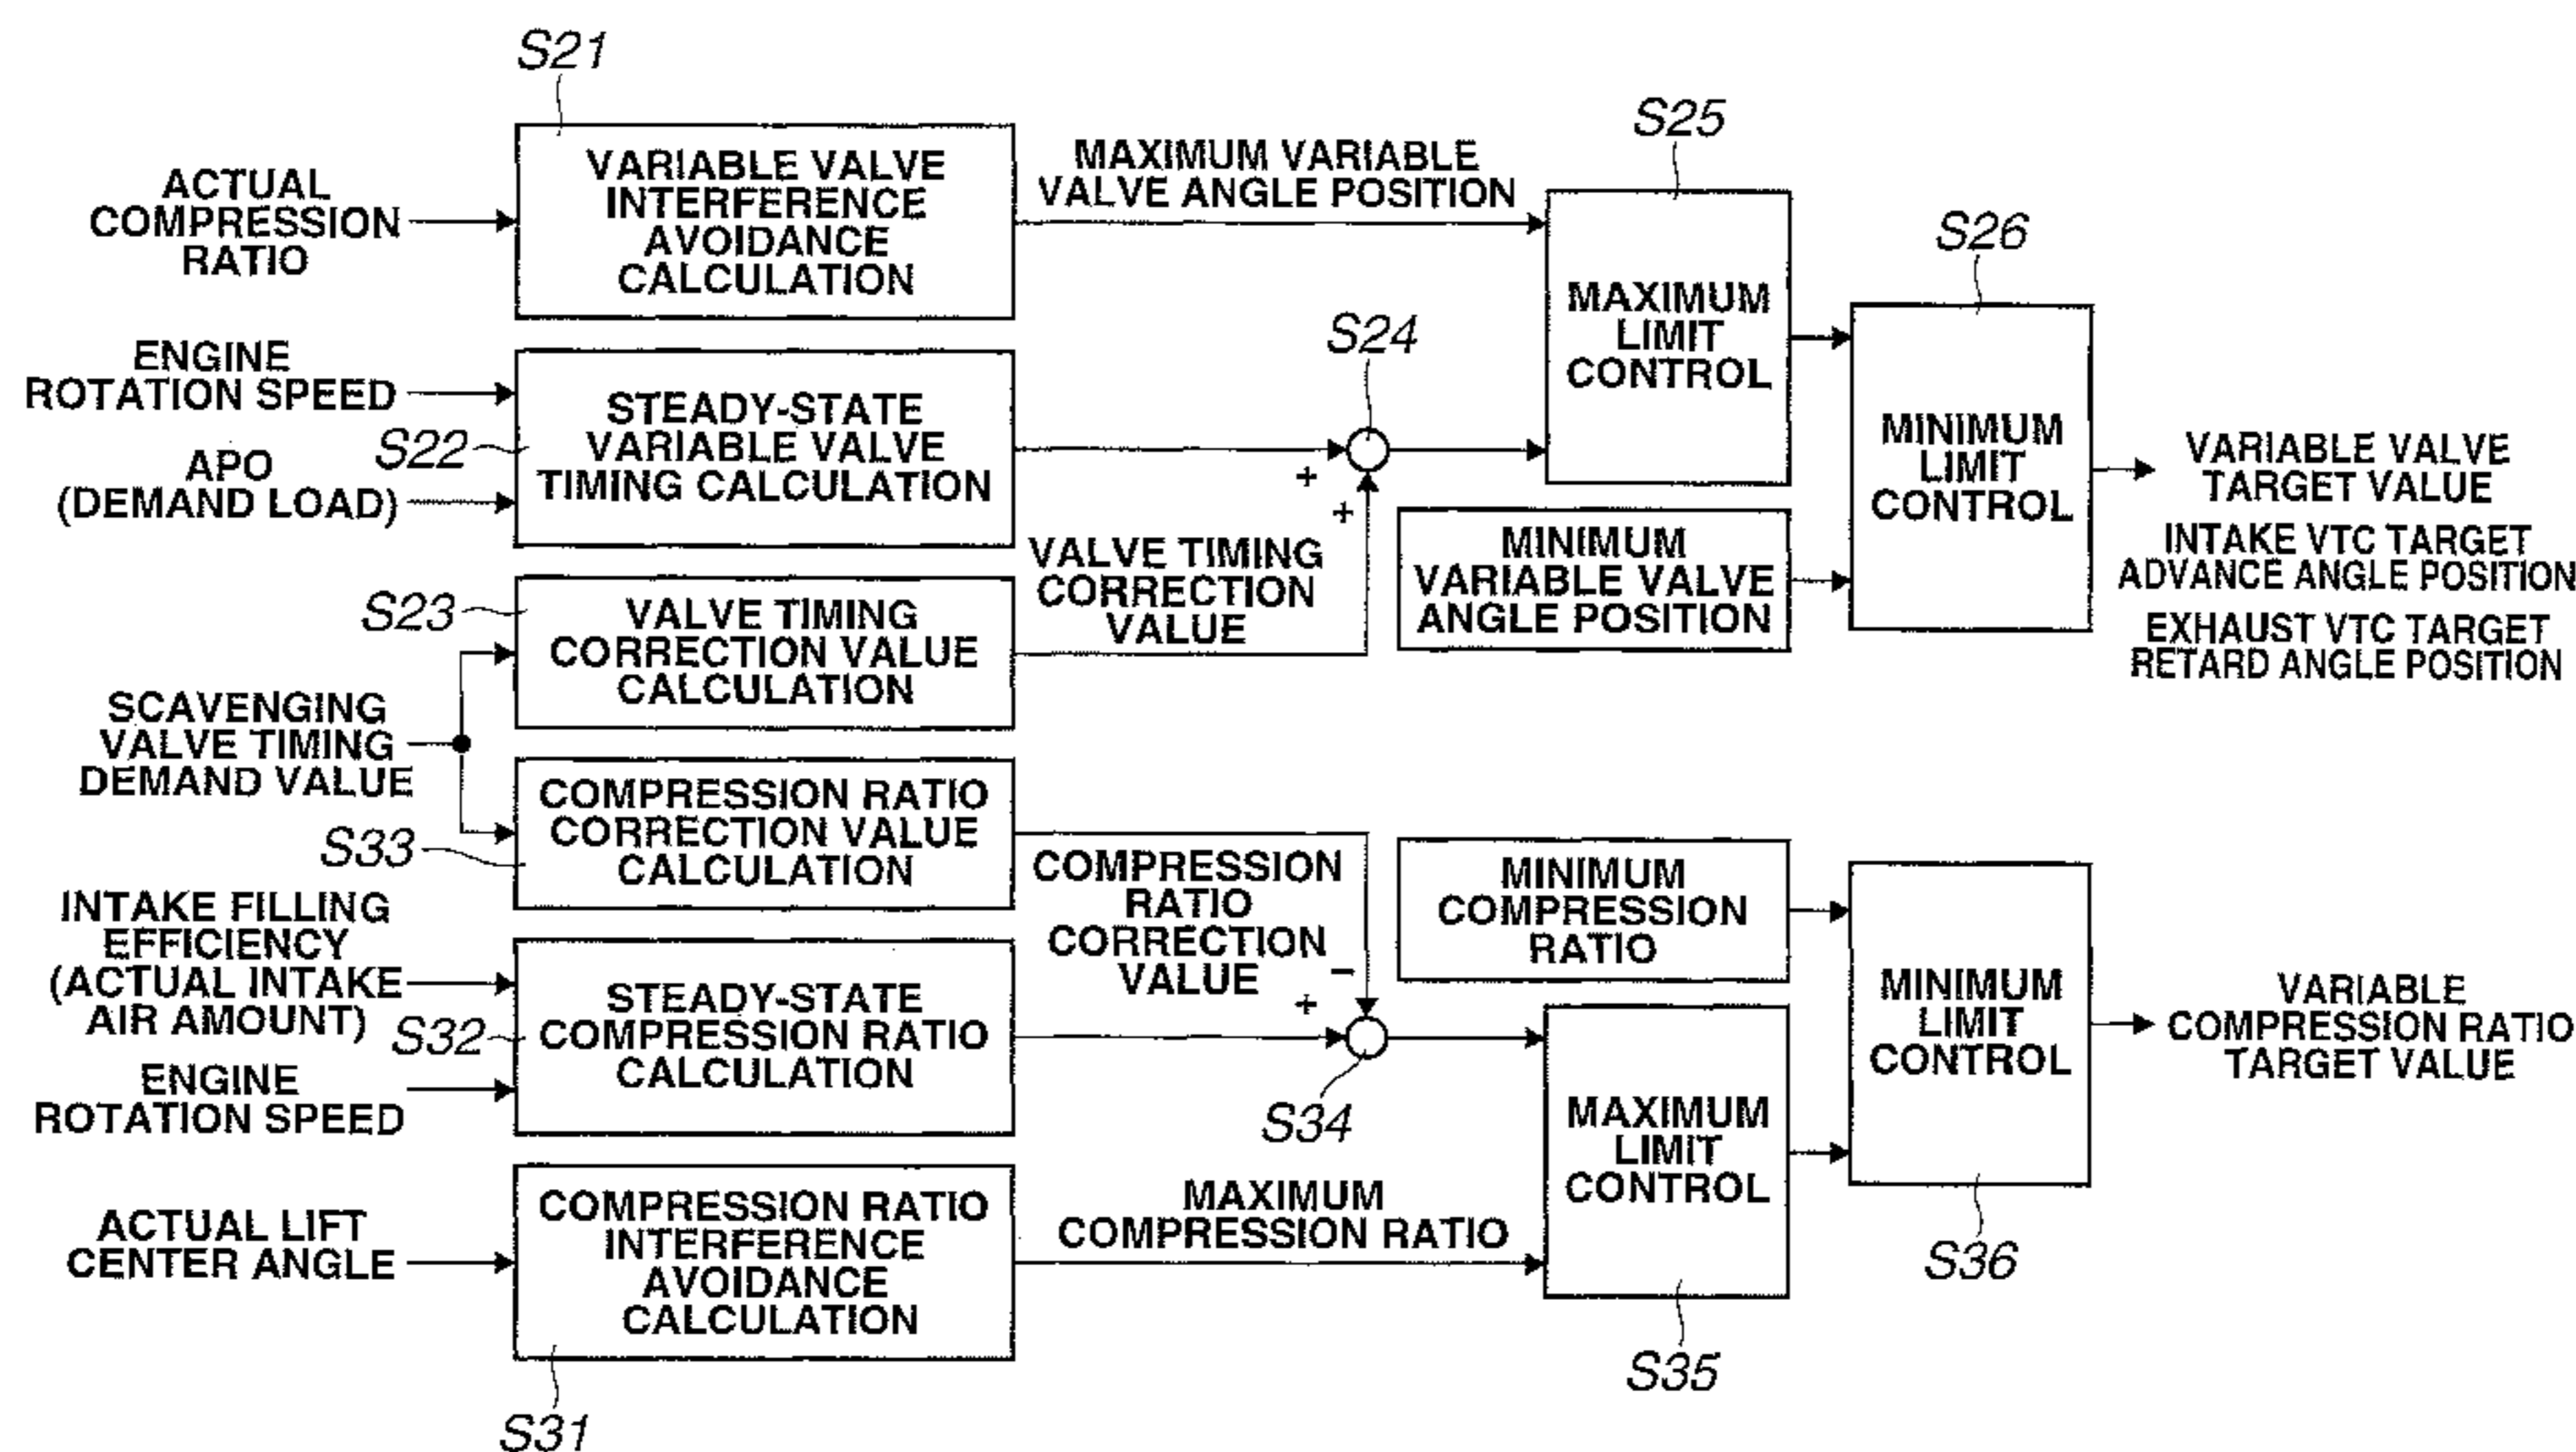 S21
ACTUAL
COMPRESSION
RATIO
VARIABLE VALVE
INTERFERENCE
AVOIDANCE
CALCULATION
MAXIMUM VARIABLE
VALVE ANGLE POSITION
S25
MAXIMUM
LIMIT
CONTROL
S26
MINIMUM
LIMIT
CONTROL
ENGINE
ROTATION SPEED
APO
(DEMAND LOAD)
S22
STEADY-STATE
VARIABLE VALVE
TIMING CALCULATION
S24
+
+
VARIABLE VALVE
TARGET VALUE
INTAKE VTC TARGET
ADVANCE ANGLE POSITION
EXHAUST VTC TARGET
RETARD ANGLE POSITION
S23
VALVE TIMING
CORRECTION VALUE
CALCULATION
VALVE TIMING
CORRECTION
VALUE
MINIMUM
VARIABLE VALVE
ANGLE POSITION
SCAVENGING
VALVE TIMING
DEMAND VALUE
S33
COMPRESSION RATIO
CORRECTION VALUE
CALCULATION
COMPRESSION
RATIO
CORRECTION
VALUE
−
+
MINIMUM
COMPRESSION
RATIO
MINIMUM
LIMIT
CONTROL
INTAKE FILLING
EFFICIENCY
(ACTUAL INTAKE
AIR AMOUNT)
S32
ENGINE
ROTATION SPEED
STEADY-STATE
COMPRESSION RATIO
CALCULATION
S34
MAXIMUM
LIMIT
CONTROL
VARIABLE
COMPRESSION RATIO
TARGET VALUE
ACTUAL LIFT
CENTER ANGLE
COMPRESSION RATIO
INTERFERENCE
AVOIDANCE
CALCULATION
MAXIMUM
COMPRESSION RATIO
S36
S35
S31